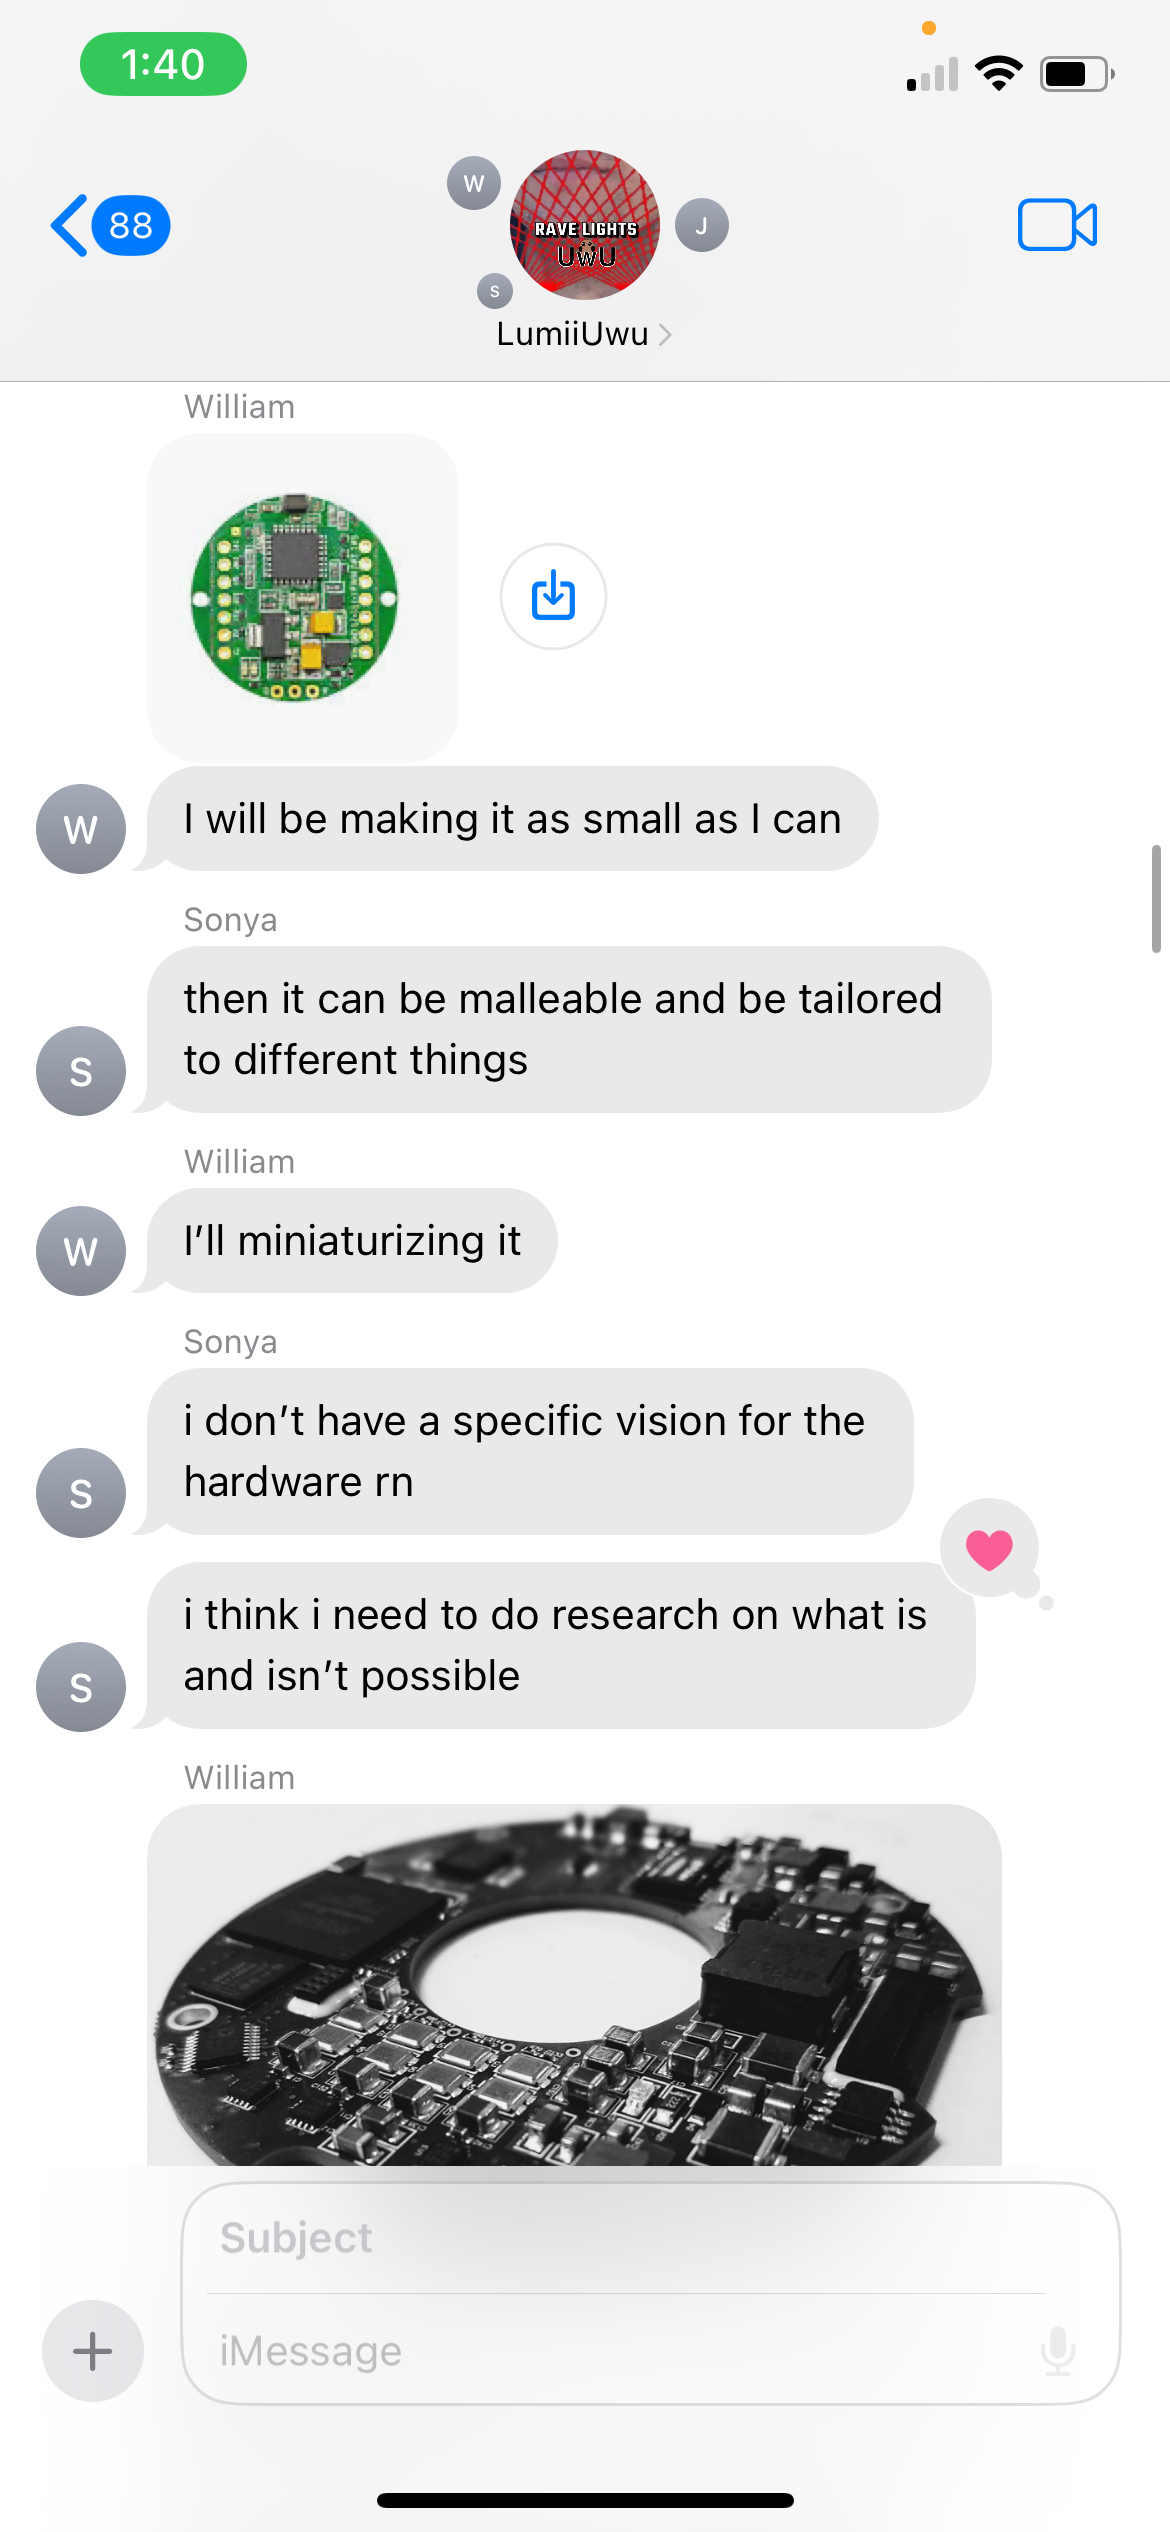 1:40
88
W
J
S
RAVE LIGHTS
UWU
LumiiUwu
William
I will be making it as small as I can
W
Sonya
then it can be malleable and be tailored
to different things
S
William
I'll miniaturizing it
W
Sonya
i don't have a specific vision for the
hardware rn
S
i think i need to do research on what is
and isn't possible
S
William
Subject
iMessage